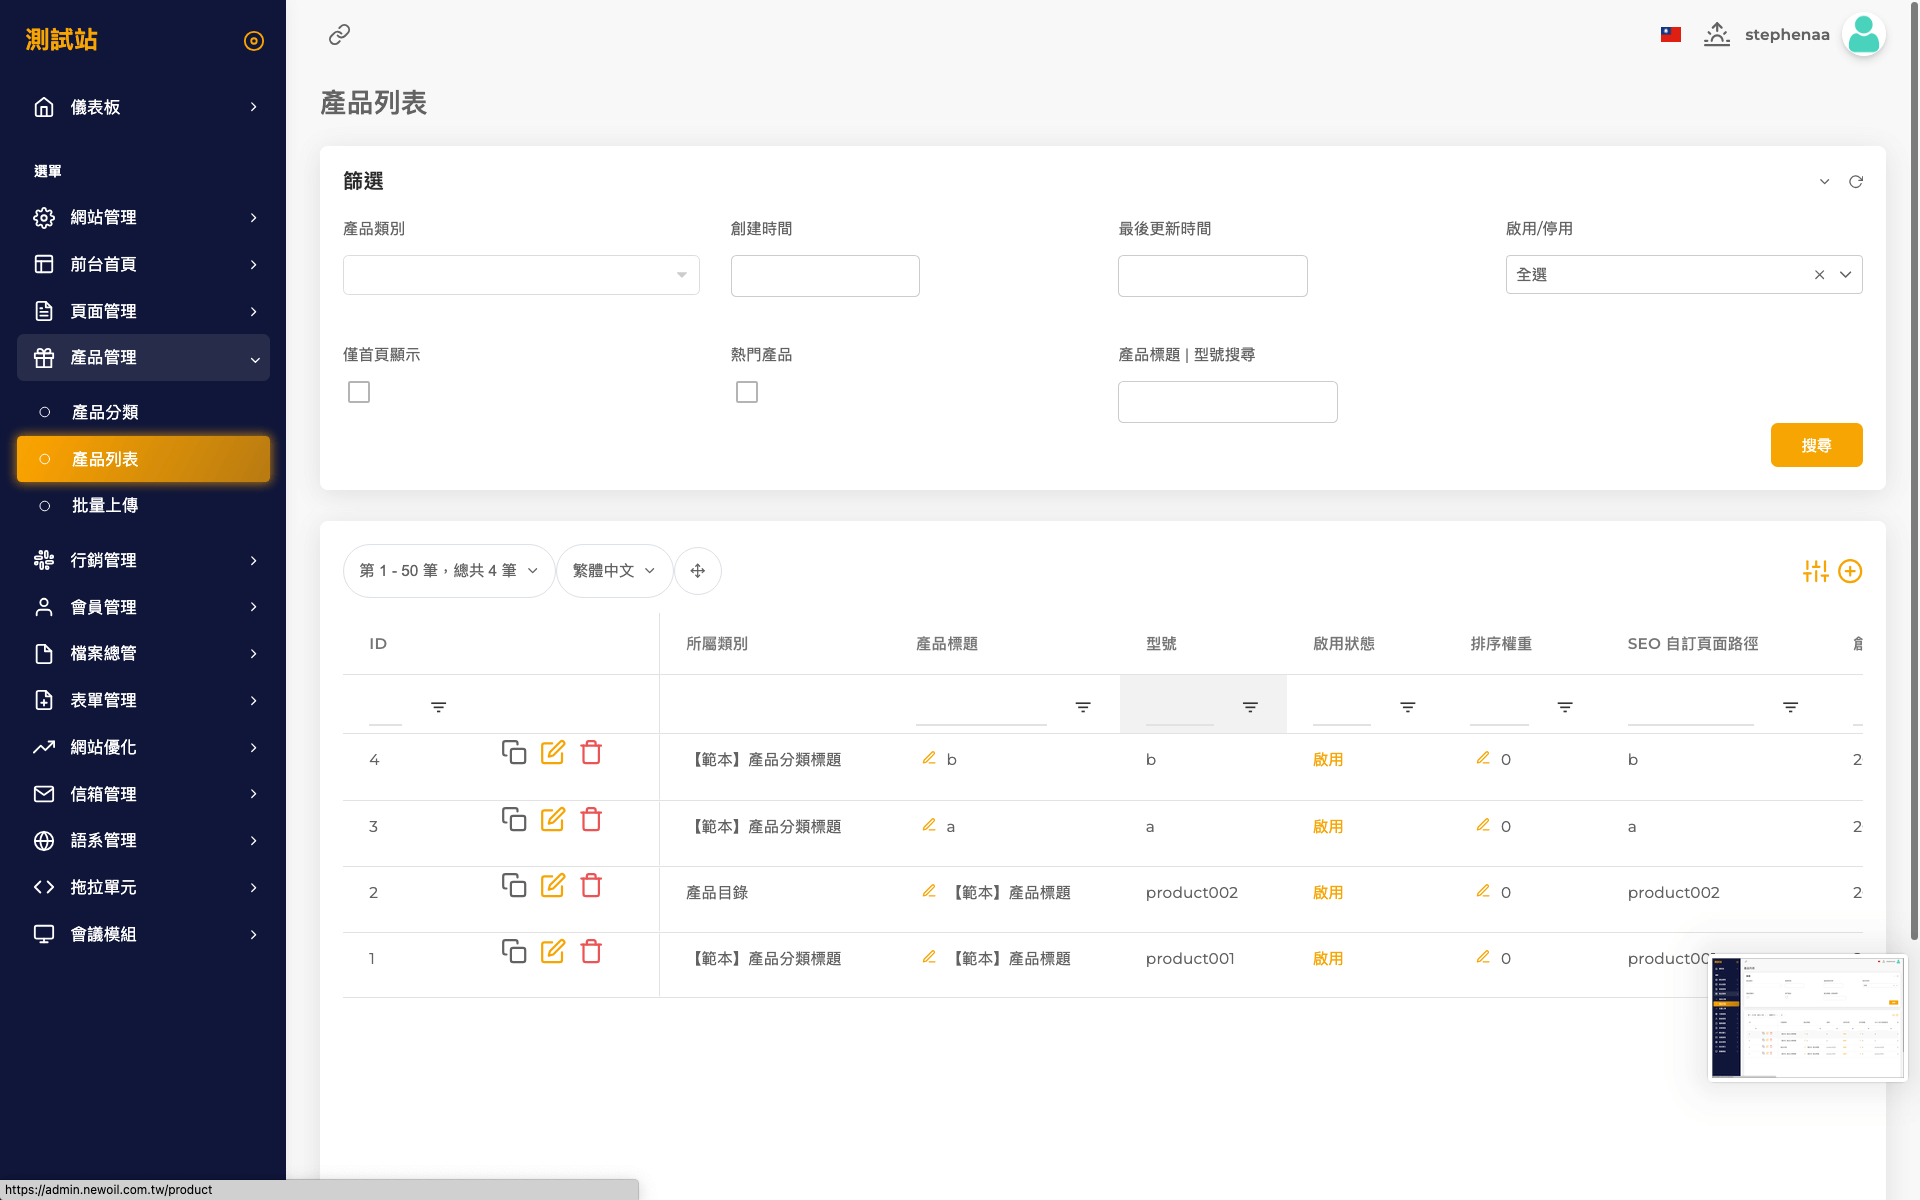 測試站
儀表板
選單
網站管理
前台首頁
頁面管理
產品管理
產品分類
產品列表
批量上傳
行銷管理
會員管理
檔案總管
表單管理
網站優化
信箱管理
語系管理
拖拉單元
會議模組
stephenaa
產品列表
篩選
產品類別
創建時間
最後更新時間
啟用/停用
全選
僅首頁顯示
熱門產品
產品標題 | 型號搜尋
搜尋
第 1 - 50 筆，總共 4 筆
繁體中文
ID 所屬類別 產品標題 型號 啟用狀態 排序權重 SEO 自訂頁面路徑
4 【範本】產品分類標題 b b 啟用 0 b 2
3 【範本】產品分類標題 a a 啟用 0 a 2
2 產品目錄 【範本】產品標題 product002 啟用 0 product002 2
1 【範本】產品分類標題 【範本】產品標題 product001 啟用 0
https://admin.newoil.com.tw/product